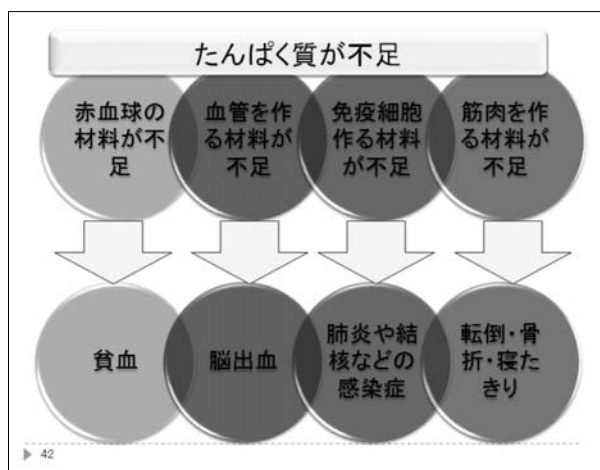 たんぱく質が不足
赤血球の
材料が不
足
血管を作
る材料が
不足
免疫細胞
作る材料
が不足
筋肉を作
る材料が
不足
貧血
脳出血
肺炎や結
核などの
感染症
転倒・骨
折・寝た
きり
42